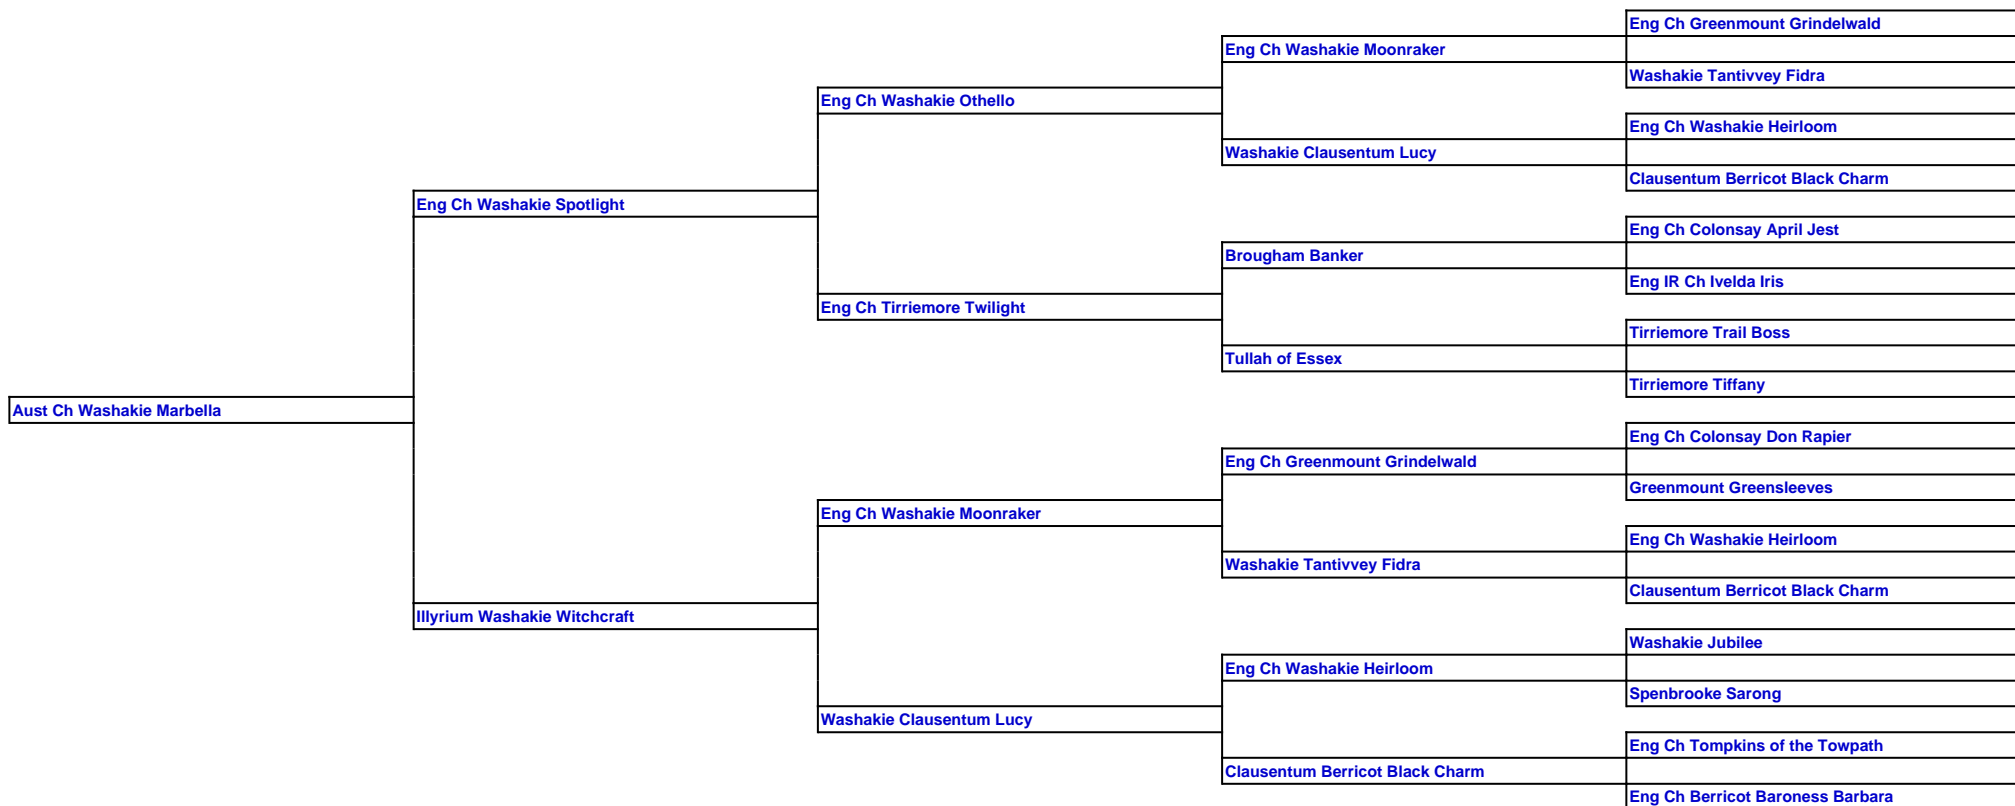 Eng Ch Greenmount Grindelwald
Eng Ch Washakie Moonraker
Washakie Tantivvey Fidra
Eng Ch Washakie Othello
Eng Ch Washakie Heirloom
Washakie Clausentum Lucy
Clausentum Berricot Black Charm
Eng Ch Washakie Spotlight
Eng Ch Colonsay April Jest
Brougham Banker
Eng IR Ch Ivelda Iris
Eng Ch Tirriemore Twilight
Tirriemore Trail Boss
Tullah of Essex
Tirriemore Tiffany
Aust Ch Washakie Marbella
Eng Ch Colonsay Don Rapier
Eng Ch Greenmount Grindelwald
Greenmount Greensleeves
Eng Ch Washakie Moonraker
Eng Ch Washakie Heirloom
Washakie Tantivvey Fidra
Clausentum Berricot Black Charm
Illyrium Washakie Witchcraft
Washakie Jubilee
Eng Ch Washakie Heirloom
Spenbrooke Sarong
Washakie Clausentum Lucy
Eng Ch Tompkins of the Towpath
Clausentum Berricot Black Charm
Eng Ch Berricot Baroness Barbara